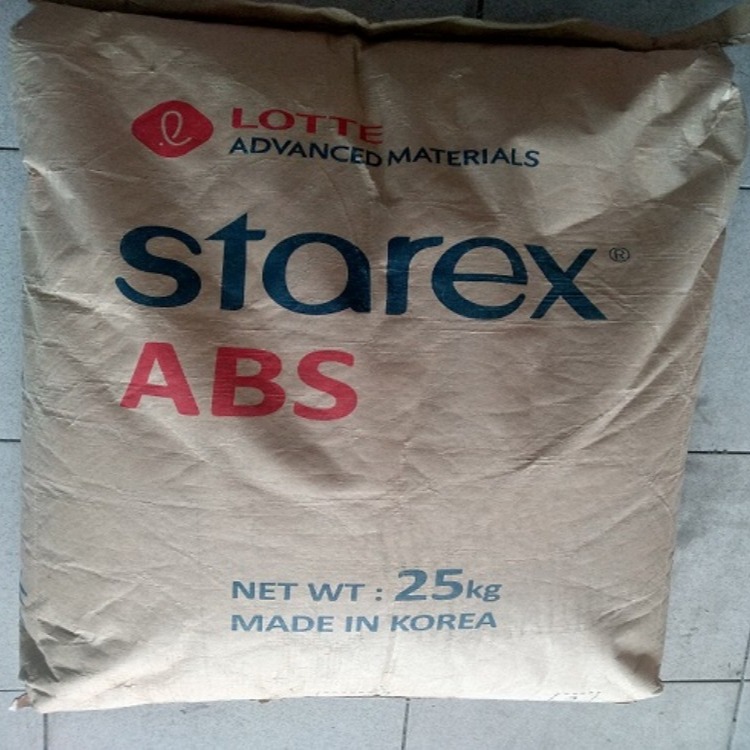 LOTTE
ADVANCED MATERIALS
starex ®
ABS
NET WT : 25kg
MADE IN KOREA